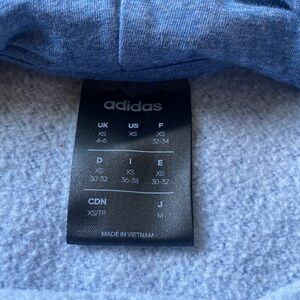 adidas
UK US F
XS XS XS
4-6 32-34
D I E
XS XS XS
30-32 36-38 30-32
CDN J
XS/TP M
MADE IN VIETNAM